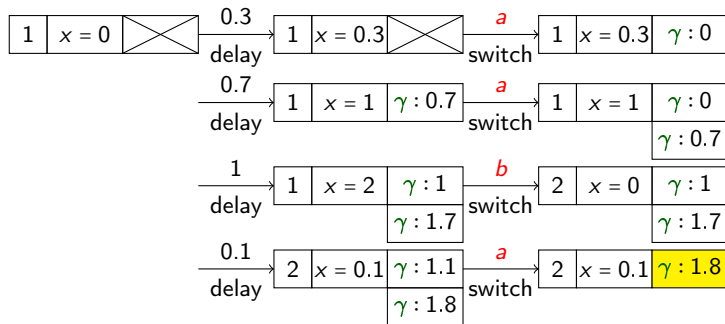 0.3 a
1 x = 0 delay 1 x = 0.3 switch 1 x = 0.3 γ : 0
0.7 a
delay 1 x = 1 γ : 0.7 switch 1 x = 1 γ : 0
γ : 0.7
1 b
delay 1 x = 2 γ : 1 switch 2 x = 0 γ : 1
γ : 1.7 γ : 1.7
0.1 a
delay 2 x = 0.1 γ : 1.1 switch 2 x = 0.1 γ : 1.8
γ : 1.8